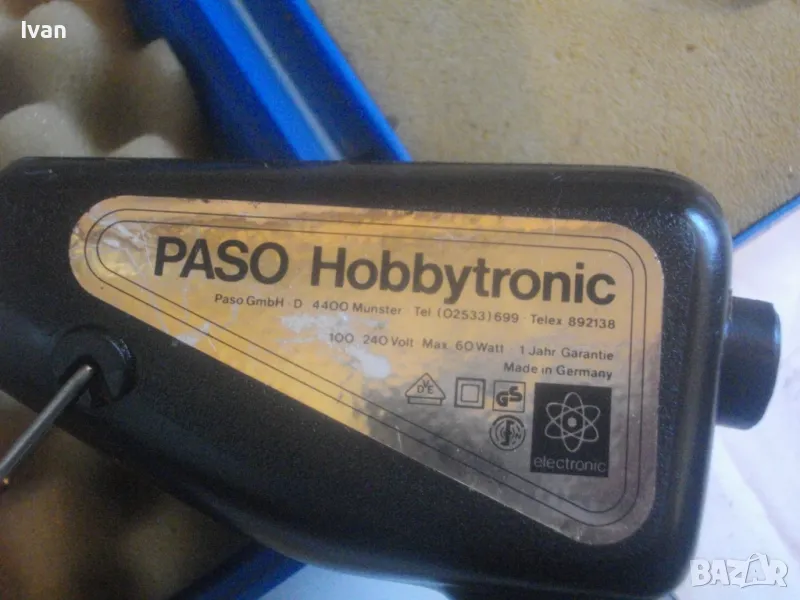 Ivan
PASO Hobbytronic
Paso GmbH · D 4400 Munster · Tel (02533) 699 · Telex 892138
100 240 Volt Max. 60 Watt 1 Jahr Garantie
Made in Germany
VDE
GS
electronic
BAZAR